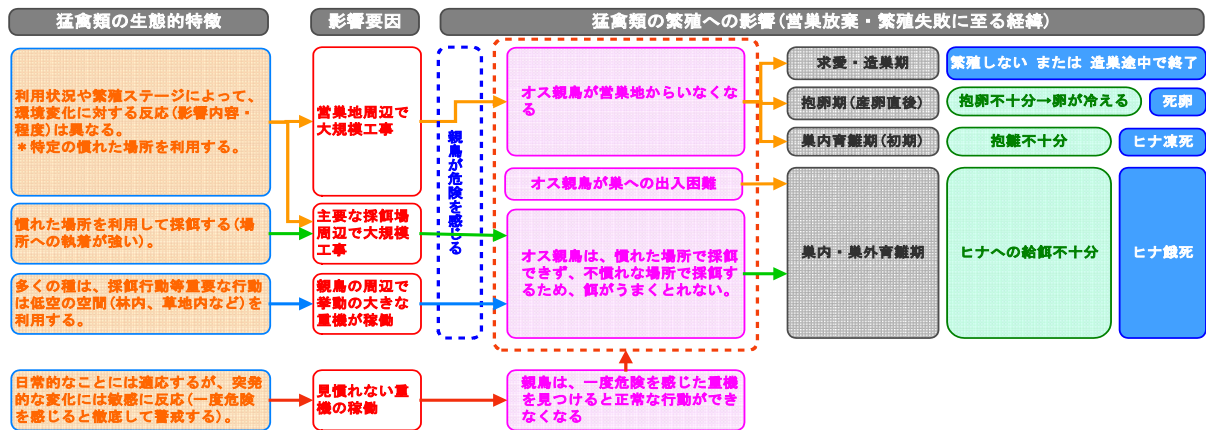 猛禽類の生態的特徴
影響要因
猛禽類の繁殖への影響(営巣放棄・繁殖失敗に至る経緯)
利用状況や繁殖ステージによって、
環境変化に対する反応(影響内容・
程度)は異なる。
＊特定の慣れた場所を利用する。
営巣地周辺で
大規模工事
親鳥が危険を感じる
オス親鳥が営巣地からいなくな
る
求愛・造巣期
繁殖しない または 造巣途中で終了
抱卵期(産卵直後)
抱卵不十分→卵が冷える
死卵
巣内育雛期(初期)
抱雛不十分
ヒナ凍死
オス親鳥が巣への出入困難
慣れた場所を利用して採餌する(場
所への執着が強い)。
主要な採餌場
周辺で大規模
工事
オス親鳥は、慣れた場所で採餌
できず、不慣れな場所で採餌す
るため、餌がうまくとれない。
巣内・巣外育雛期
ヒナへの給餌不十分
ヒナ餓死
多くの種は、採餌行動等重要な行動
は低空の空間(林内、草地内など)を
利用する。
親鳥の周辺で
挙動の大きな
重機が稼働
日常的なことには適応するが、突発
的な変化には敏感に反応(一度危険
を感じると徹底して警戒する)。
見慣れない重
機の稼働
親鳥は、一度危険を感じた重機
を見つけると正常な行動ができ
なくなる